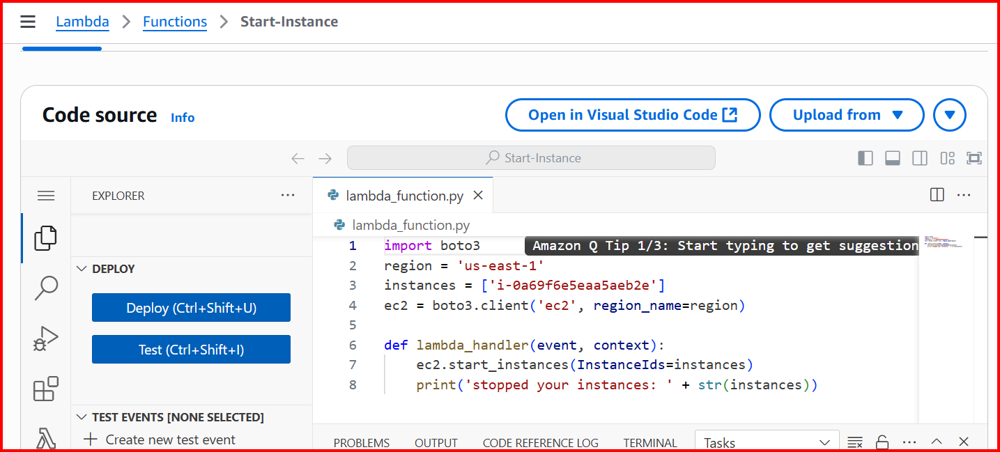 Lambda > Functions > Start-Instance
Code source Info
Open in Visual Studio Code
Upload from
Start-Instance
EXPLORER
DEPLOY
Deploy (Ctrl+Shift+U)
Test (Ctrl+Shift+I)
TEST EVENTS [NONE SELECTED]
Create new test event
lambda_function.py
lambda_function.py
1 import boto3 Amazon Q Tip 1/3: Start typing to get suggestion
2 region = 'us-east-1'
3 instances = ['i-0a69f6e5eaa5aeb2e']
4 ec2 = boto3.client('ec2', region_name=region)
5
6 def lambda_handler(event, context):
7 ec2.start_instances(InstanceIds=instances)
8 print('stopped your instances: ' + str(instances))
PROBLEMS OUTPUT CODE REFERENCE LOG TERMINAL Tasks